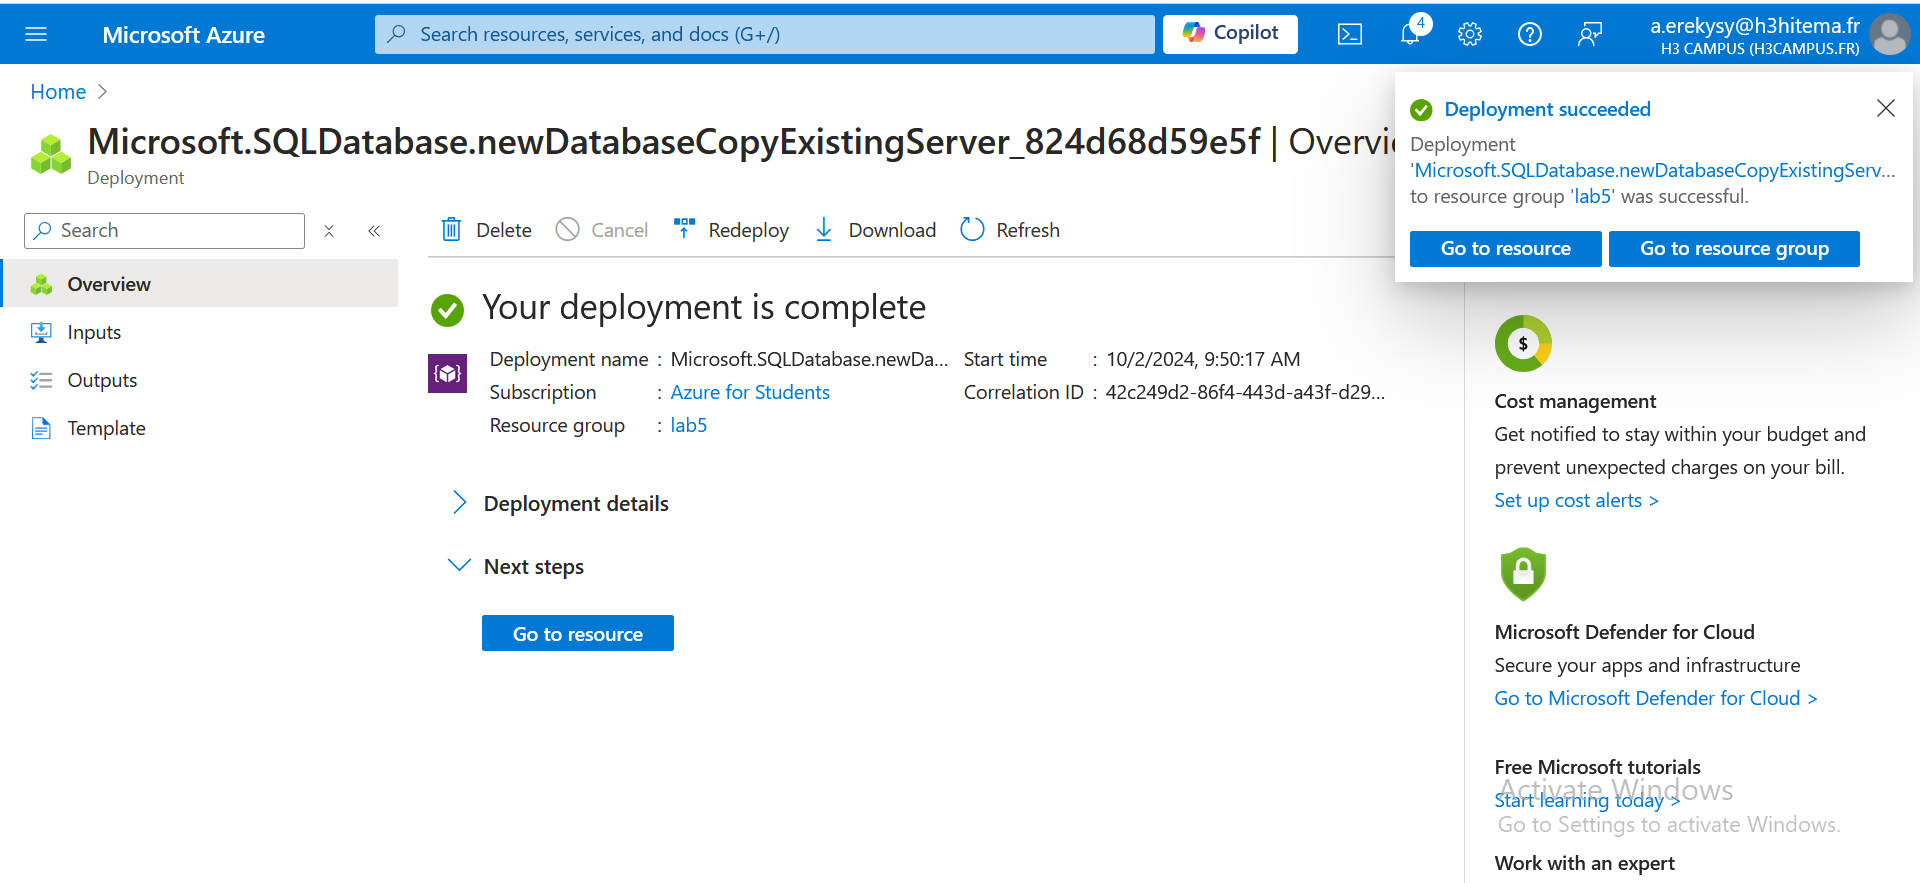 Microsoft Azure
Search resources, services, and docs (G+/)
Copilot
4
a.erekysy@h3hitema.fr
H3 CAMPUS (H3CAMPUS.FR)
Home >
Microsoft.SQLDatabase.newDatabaseCopyExistingServer_824d68d59e5f | Overvie
Deployment
Deployment succeeded
Deployment
'Microsoft.SQLDatabase.newDatabaseCopyExistingServ...
to resource group 'lab5' was successful.
Go to resource
Go to resource group
Search
Overview
Inputs
Outputs
Template
Delete
Cancel
Redeploy
Download
Refresh
Your deployment is complete
Deployment name : Microsoft.SQLDatabase.newDa...
Subscription : Azure for Students
Resource group : lab5
Start time : 10/2/2024, 9:50:17 AM
Correlation ID : 42c249d2-86f4-443d-a43f-d29...
Deployment details
Next steps
Go to resource
$
Cost management
Get notified to stay within your budget and
prevent unexpected charges on your bill.
Set up cost alerts >
Microsoft Defender for Cloud
Secure your apps and infrastructure
Go to Microsoft Defender for Cloud >
Free Microsoft tutorials
Start learning today >
Activate Windows
Go to Settings to activate Windows.
Work with an expert